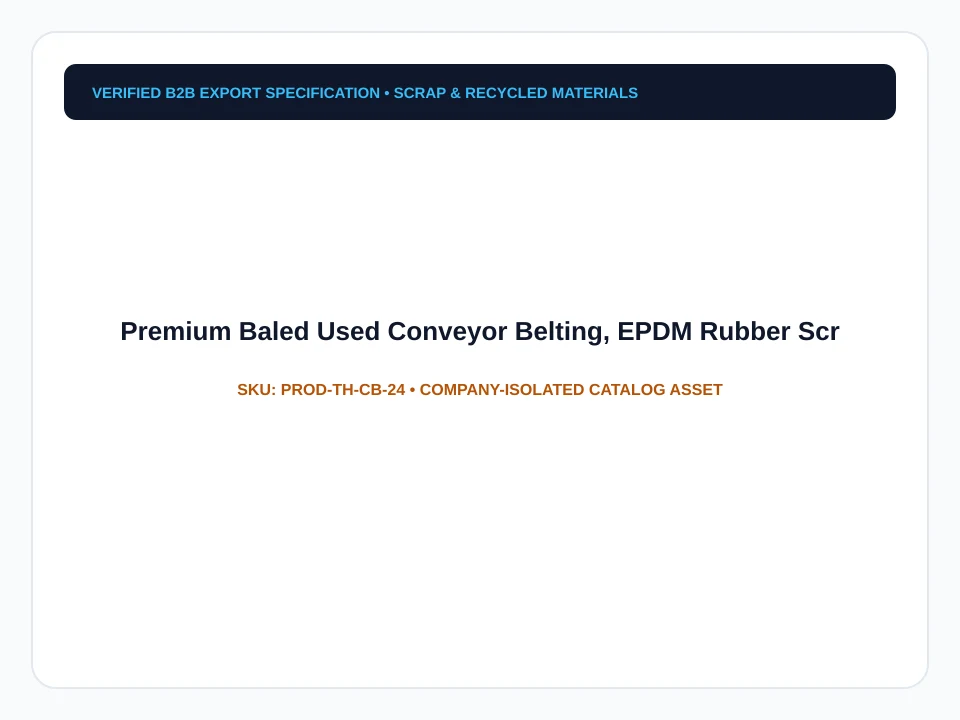 VERIFIED B2B EXPORT SPECIFICATION • SCRAP & RECYCLED MATERIALS
Premium Baled Used Conveyor Belting, EPDM Rubber Scr
SKU: PROD-TH-CB-24 • COMPANY-ISOLATED CATALOG ASSET